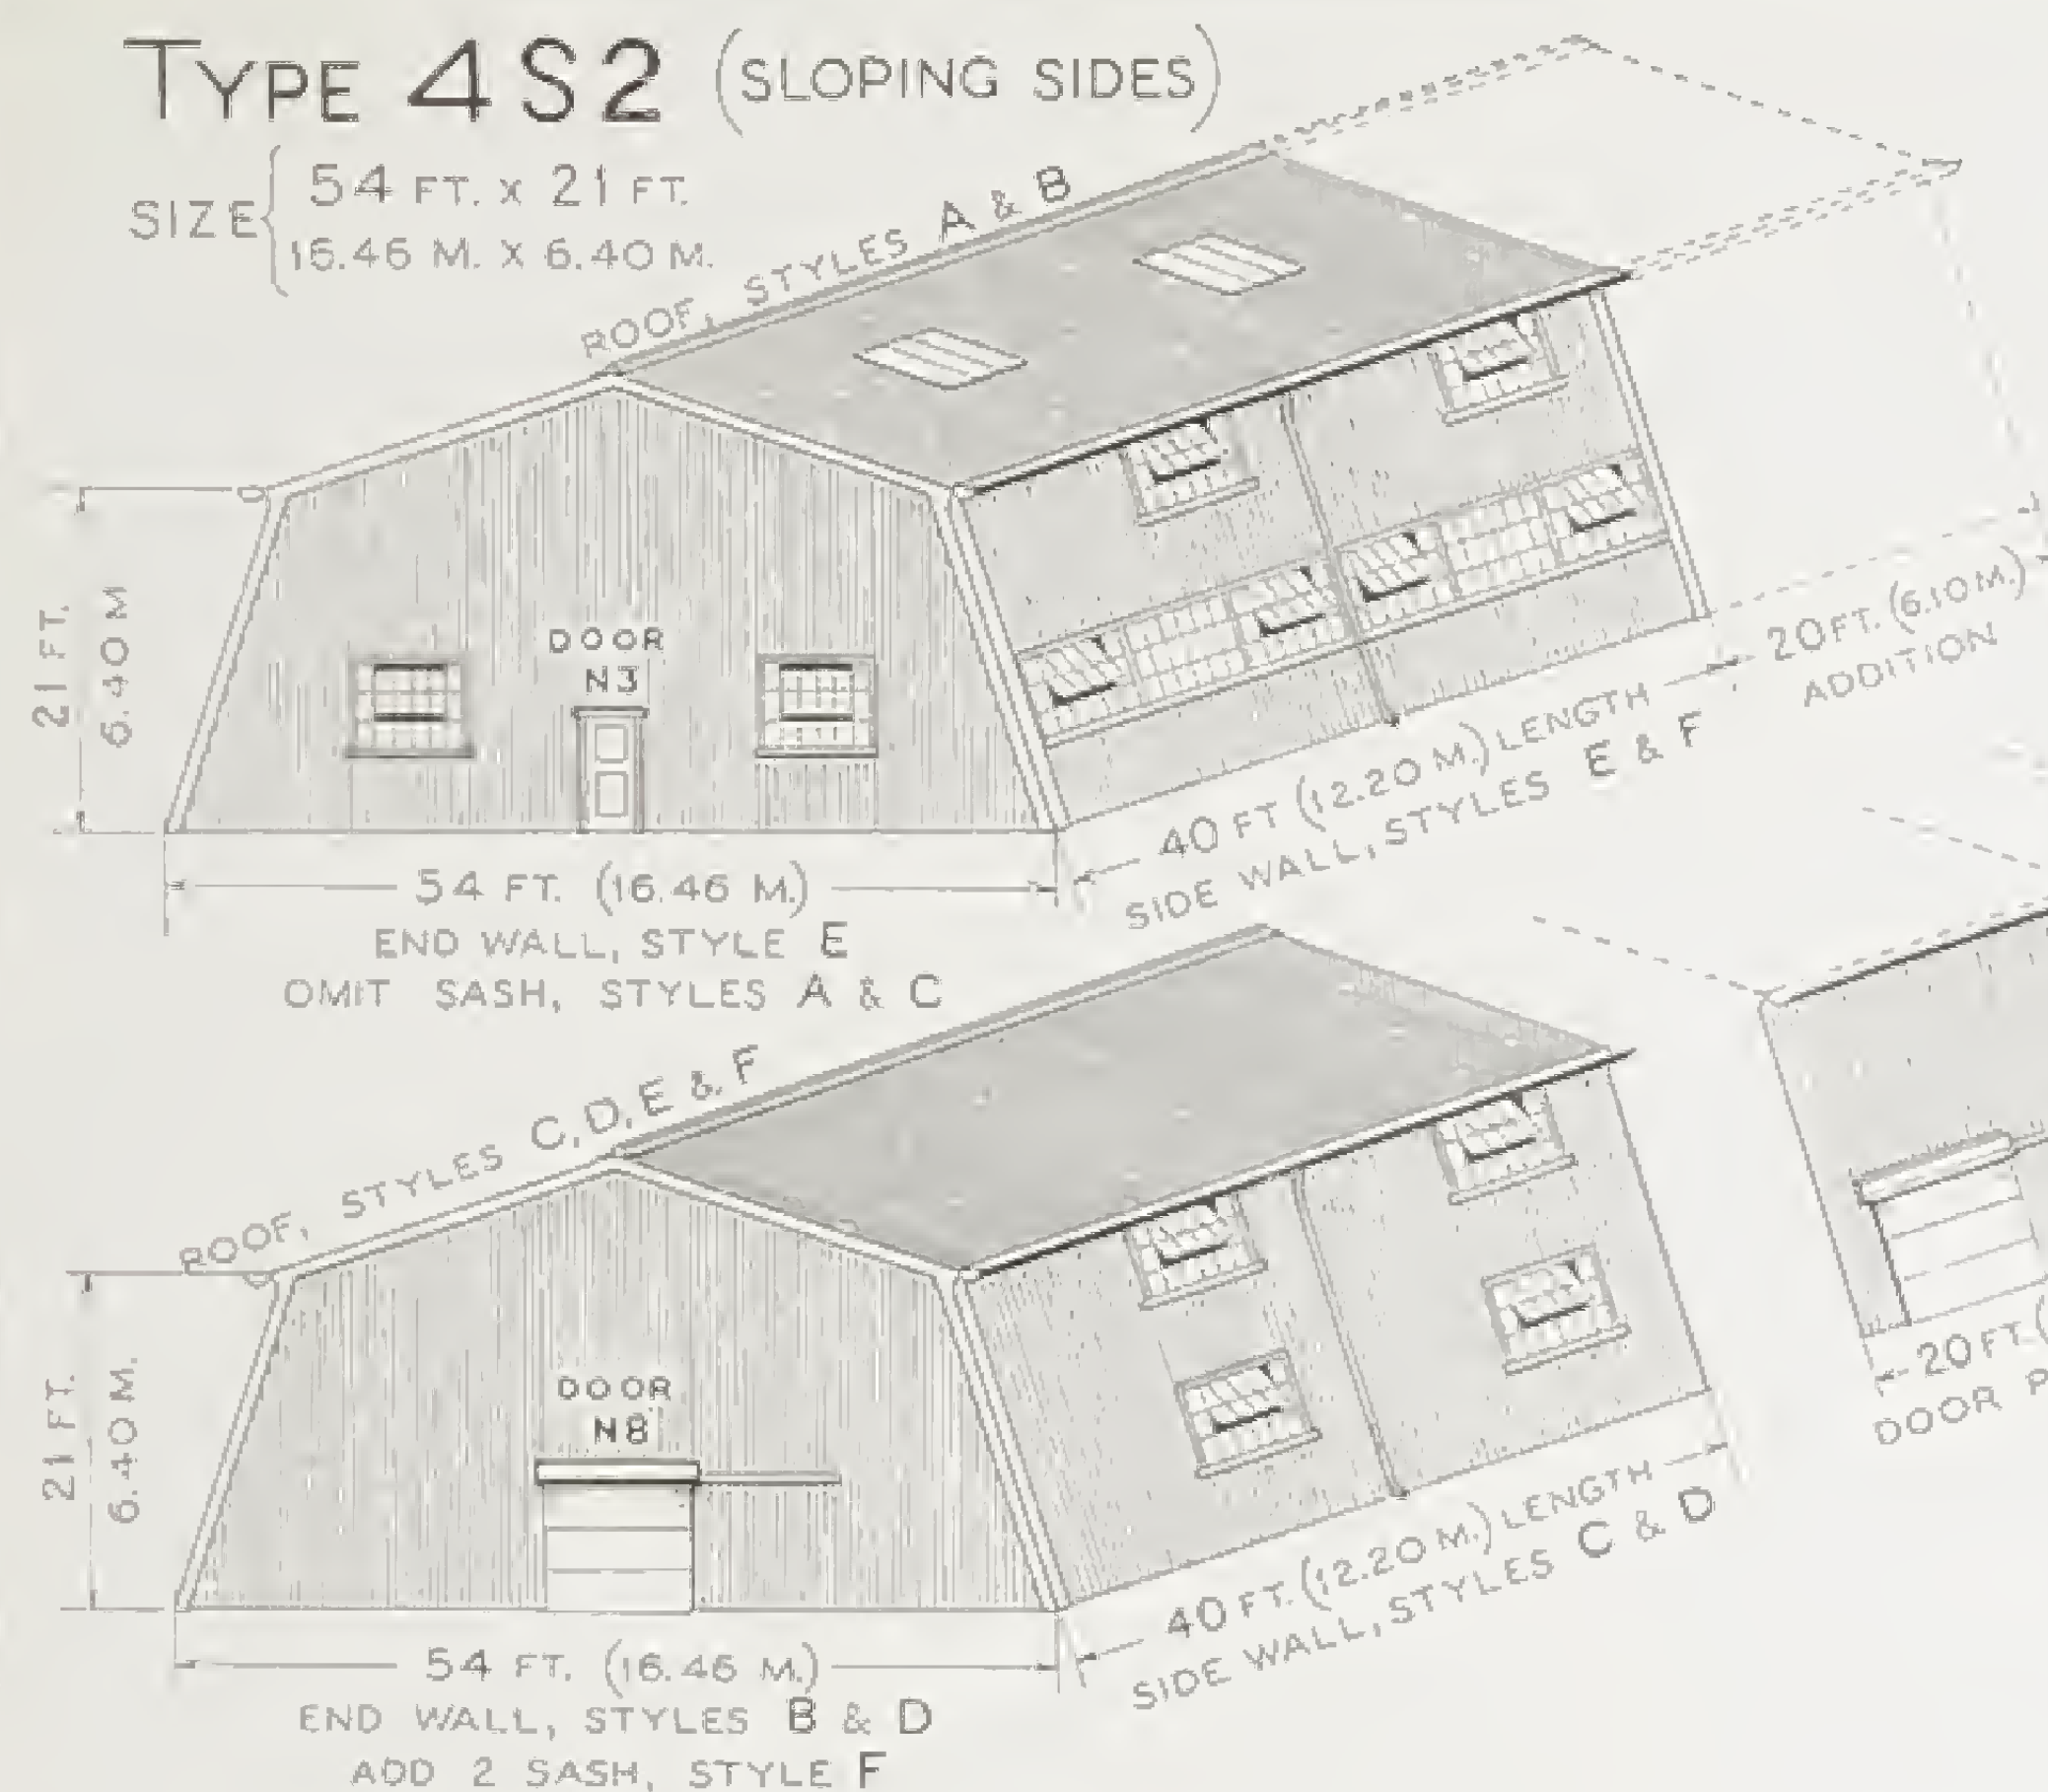 TYPE 4S2 (SLOPING SIDES)
SIZE { 54 FT. x 21 FT.
16.46 M. X 6.40 M.
ROOF, STYLES A & B
21 FT.
6.40 M
DOOR
N3
20 FT. (6.10 M.)
ADDITION
40 FT (12.20 M.) LENGTH
SIDE WALL, STYLES E & F
54 FT. (16.46 M.)
END WALL, STYLE E
OMIT SASH, STYLES A & C
ROOF, STYLES C, D, E & F
21 FT.
6.40 M.
DOOR
N8
20 FT. (
DOOR P
40 FT. (12.20 M.) LENGTH
SIDE WALL, STYLES C & D
54 FT. (16.46 M.)
END WALL, STYLES B & D
ADD 2 SASH, STYLE F